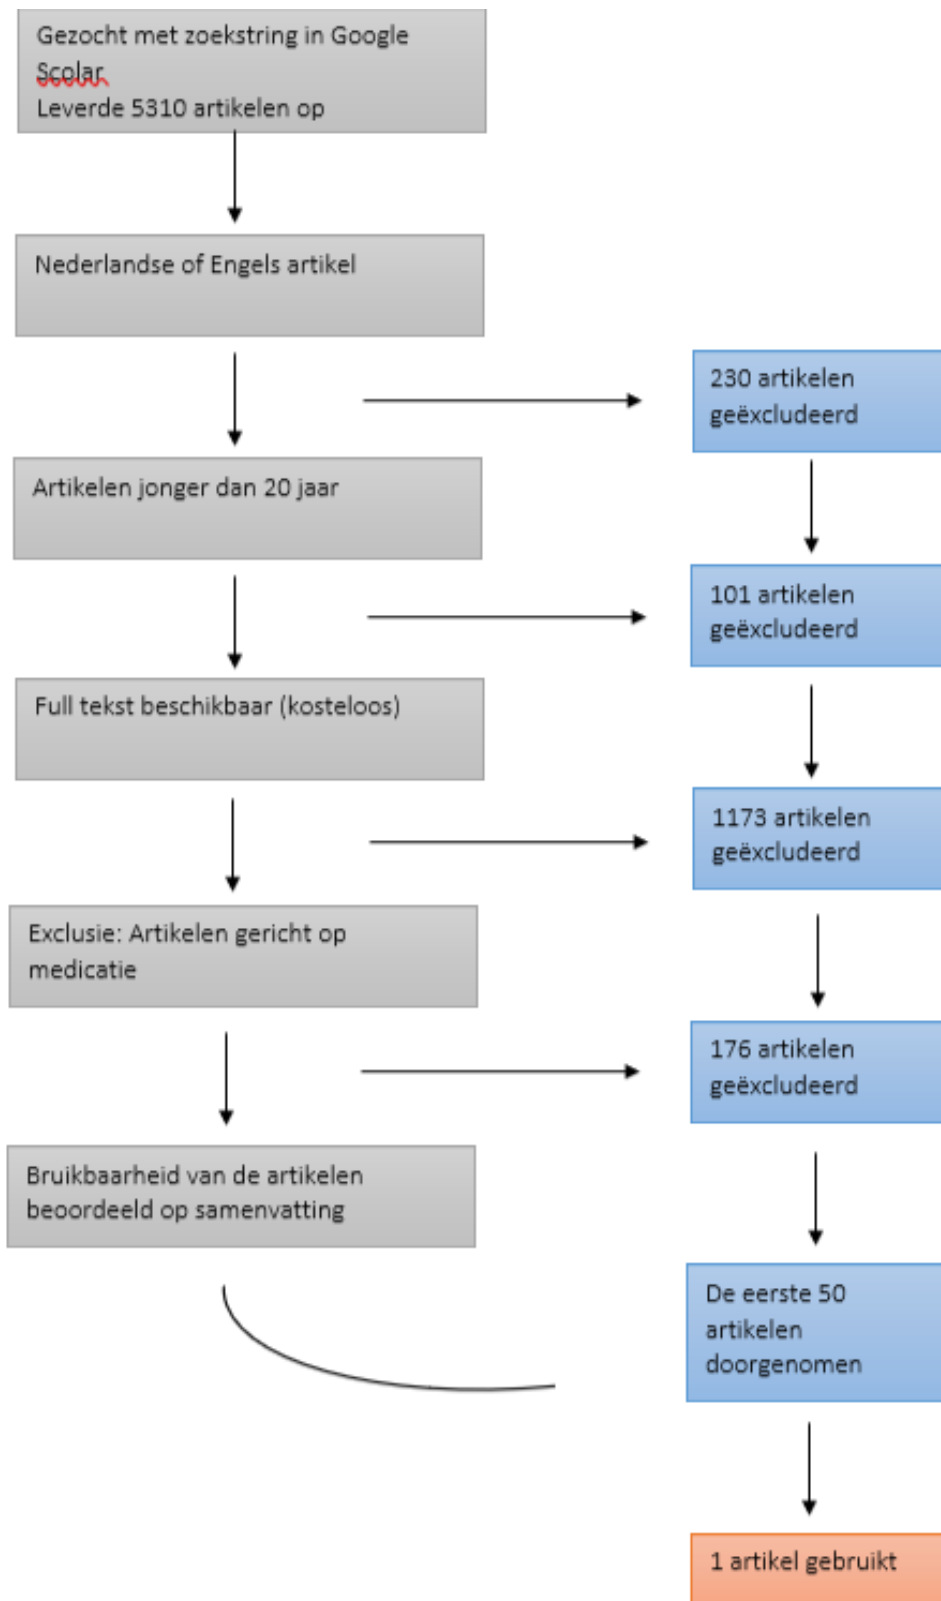 Gezocht met zoekstring in Google
Scolar
Leverde 5310 artikelen op
Nederlandse of Engels artikel
230 artikelen
geëxcludeerd
Artikelen jonger dan 20 jaar
101 artikelen
geëxcludeerd
Full tekst beschikbaar (kosteloos)
1173 artikelen
geëxcludeerd
Exclusie: Artikelen gericht op
medicatie
176 artikelen
geëxcludeerd
Bruikbaarheid van de artikelen
beoordeeld op samenvatting
De eerste 50
artikelen
doorgenomen
1 artikel gebruikt